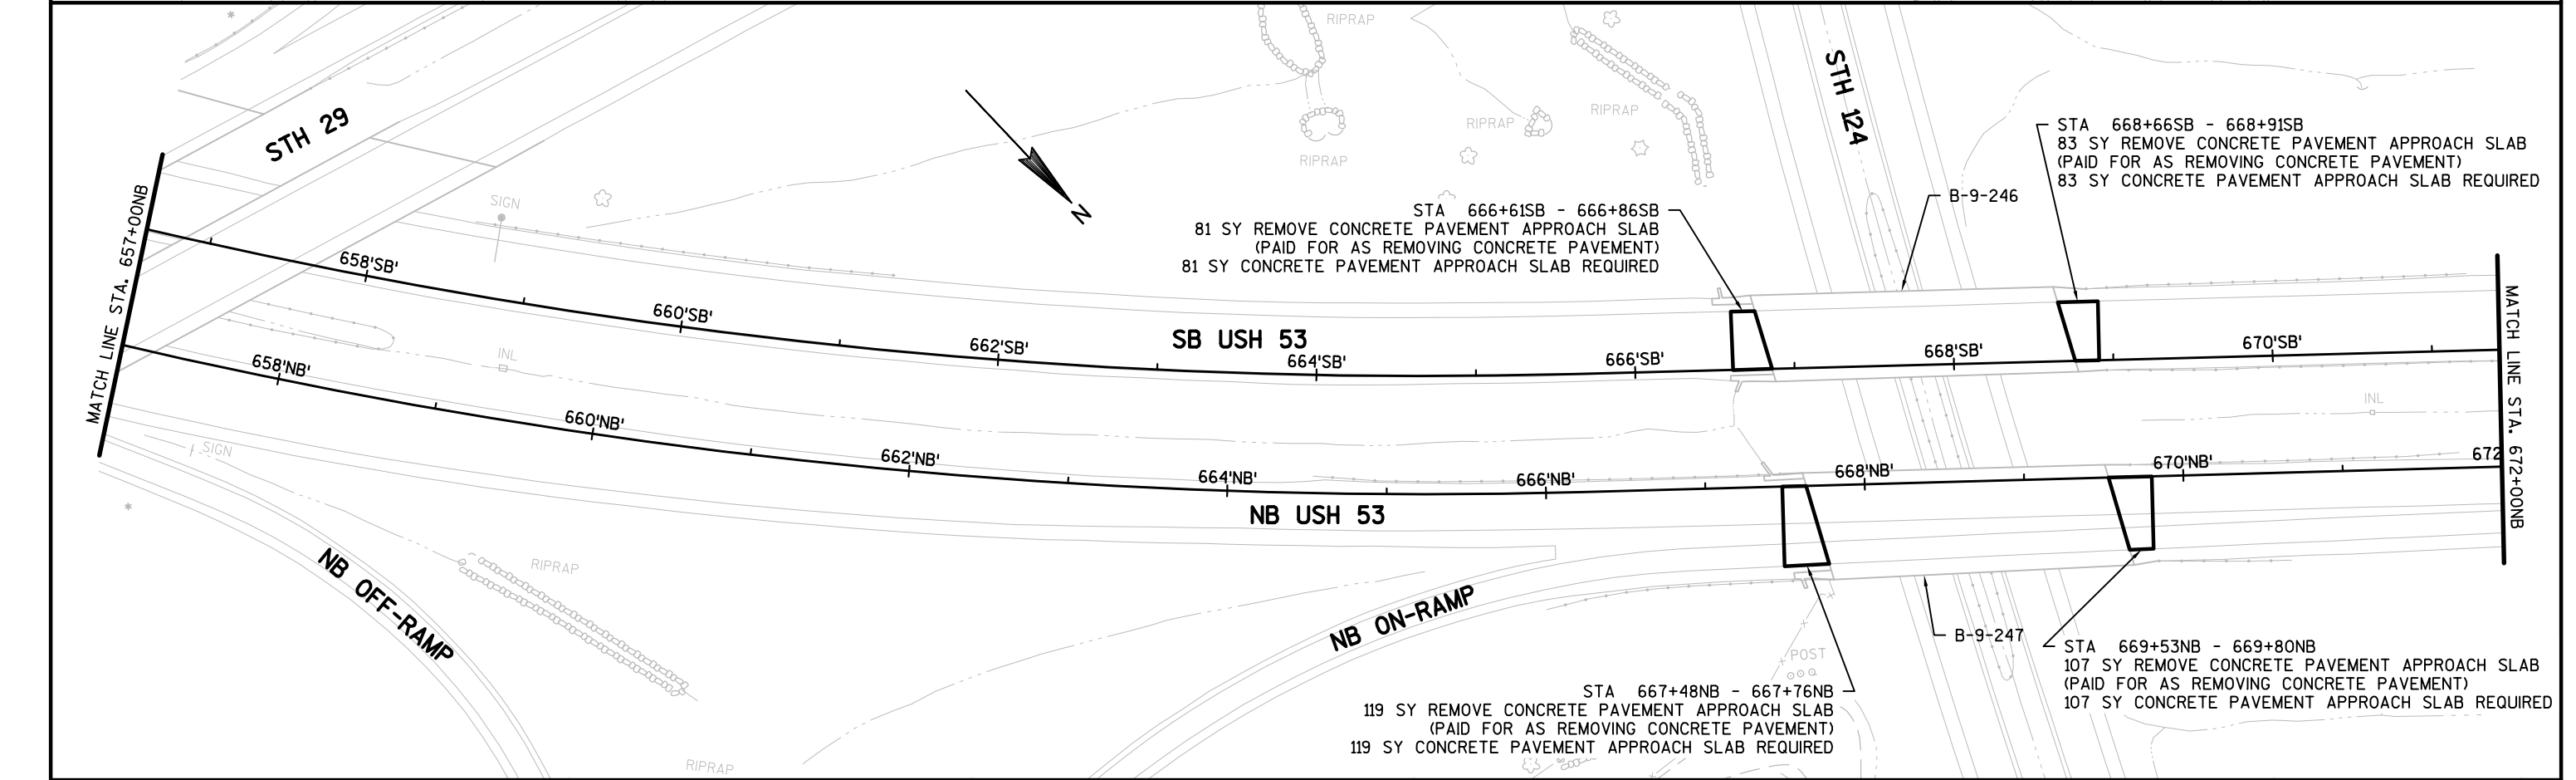 RIPRAP
STH 29
STH 124
RIPRAP
RIPRAP
RIPRAP
STA 668+66SB - 668+91SB
83 SY REMOVE CONCRETE PAVEMENT APPROACH SLAB
(PAID FOR AS REMOVING CONCRETE PAVEMENT)
83 SY CONCRETE PAVEMENT APPROACH SLAB REQUIRED
N
SIGN
B-9-246
STA 666+61SB - 666+86SB
81 SY REMOVE CONCRETE PAVEMENT APPROACH SLAB
(PAID FOR AS REMOVING CONCRETE PAVEMENT)
81 SY CONCRETE PAVEMENT APPROACH SLAB REQUIRED
MATCH LINE STA. 657+00NB
658'SB'
660'SB'
662'SB'
SB USH 53
664'SB'
666'SB'
668'SB'
670'SB'
MATCH LINE STA. 672+00NB
INL
INL
658'NB'
660'NB'
662'NB'
664'NB'
666'NB'
668'NB'
670'NB'
672
SIGN
NB USH 53
NB OFF-RAMP
RIPRAP
NB ON-RAMP
B-9-247
POST
STA 669+53NB - 669+80NB
107 SY REMOVE CONCRETE PAVEMENT APPROACH SLAB
(PAID FOR AS REMOVING CONCRETE PAVEMENT)
107 SY CONCRETE PAVEMENT APPROACH SLAB REQUIRED
STA 667+48NB - 667+76NB
119 SY REMOVE CONCRETE PAVEMENT APPROACH SLAB
(PAID FOR AS REMOVING CONCRETE PAVEMENT)
119 SY CONCRETE PAVEMENT APPROACH SLAB REQUIRED
RIPRAP